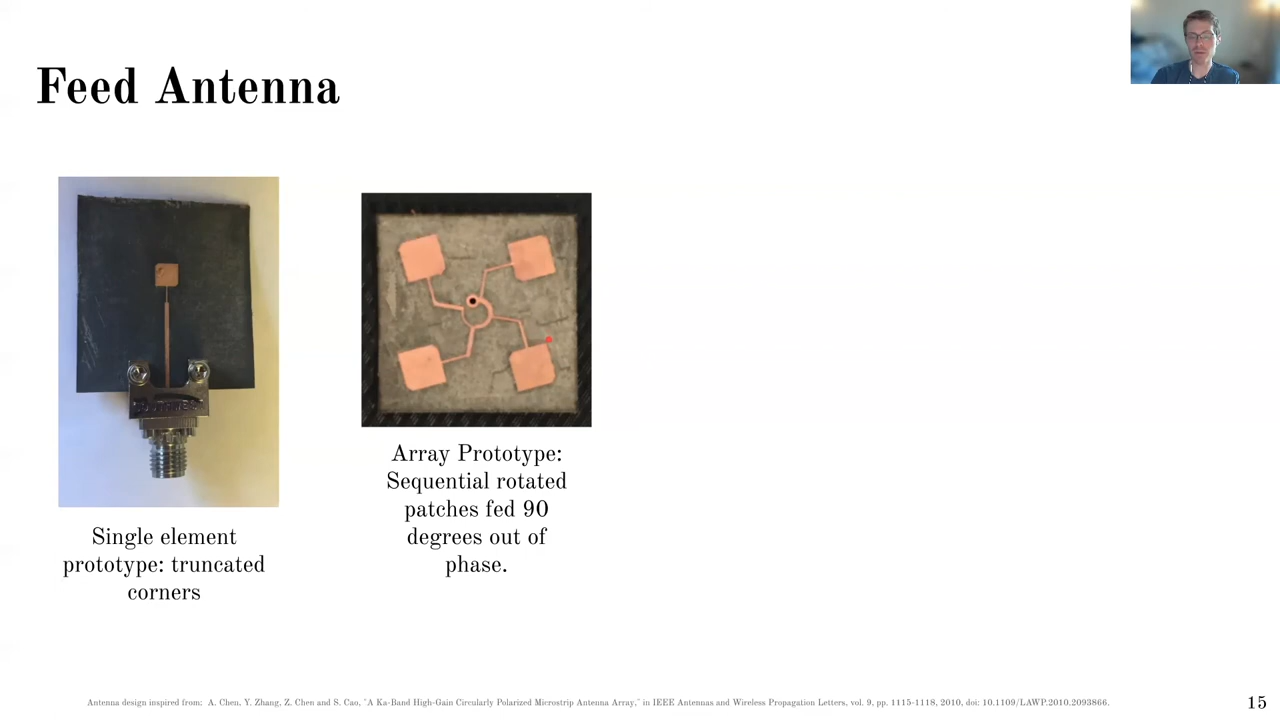 Feed Antenna
Single element
prototype: truncated
corners
Array Prototype:
Sequential rotated
patches fed 90
degrees out of
phase.
Antenna design inspired from: A. Chen, Y. Zhang, Z. Chen and S. Cao, "A Ka-Band High-Gain Circularly Polarized Microstrip Antenna Array," in IEEE Antennas and Wireless Propagation Letters, vol. 9, pp. 1115-1118, 2010, doi: 10.1109/LAWP.2010.2093866.
15